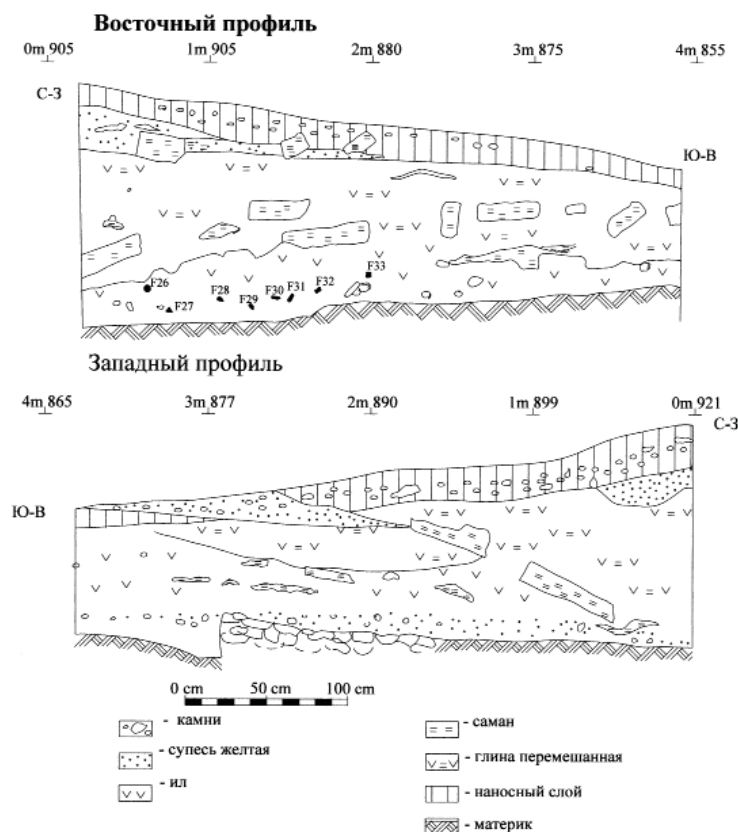 Восточный профиль
0m 905 1m 905 2m 880 3m 875 4m 855
С-З
Ю-В
F33
F26 F28 F30 F31 F32
F27 F29
Западный профиль
4m 865 3m 877 2m 890 1m 899 0m 921
С-З
Ю-В
0 cm 50 cm 100 cm
- камни
- супесь желтая
- ил
- саман
- глина перемешанная
- наносный слой
- материк